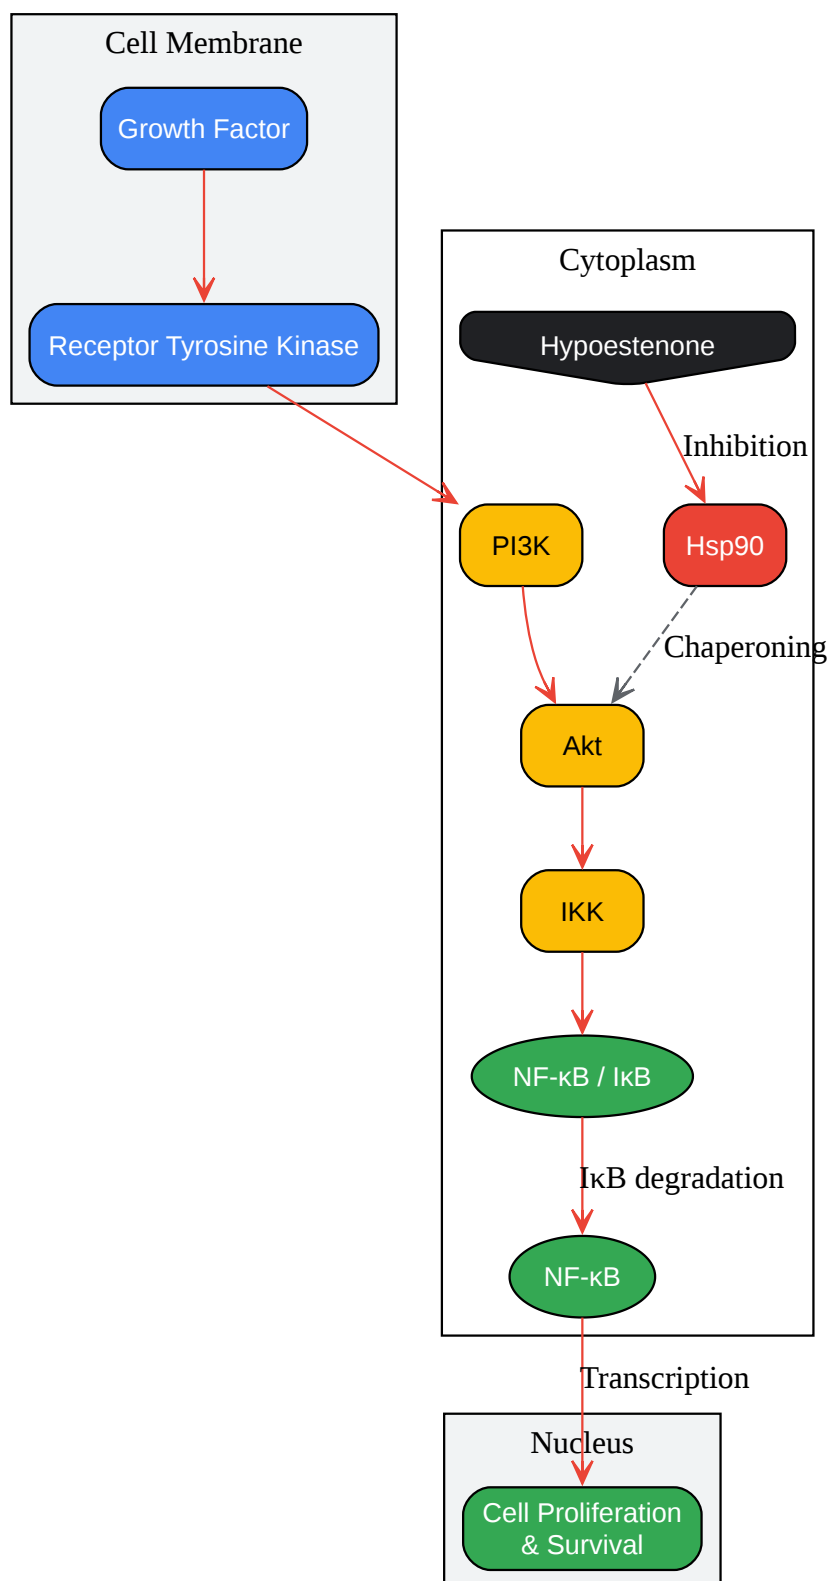 Cell Membrane
Growth Factor
Receptor Tyrosine Kinase
Cytoplasm
Hypoestenone
Inhibition
PI3K
Hsp90
Chaperoning
Akt
IKK
NF-κB / IκB
IκB degradation
NF-κB
Transcription
Nucleus
Cell Proliferation
& Survival